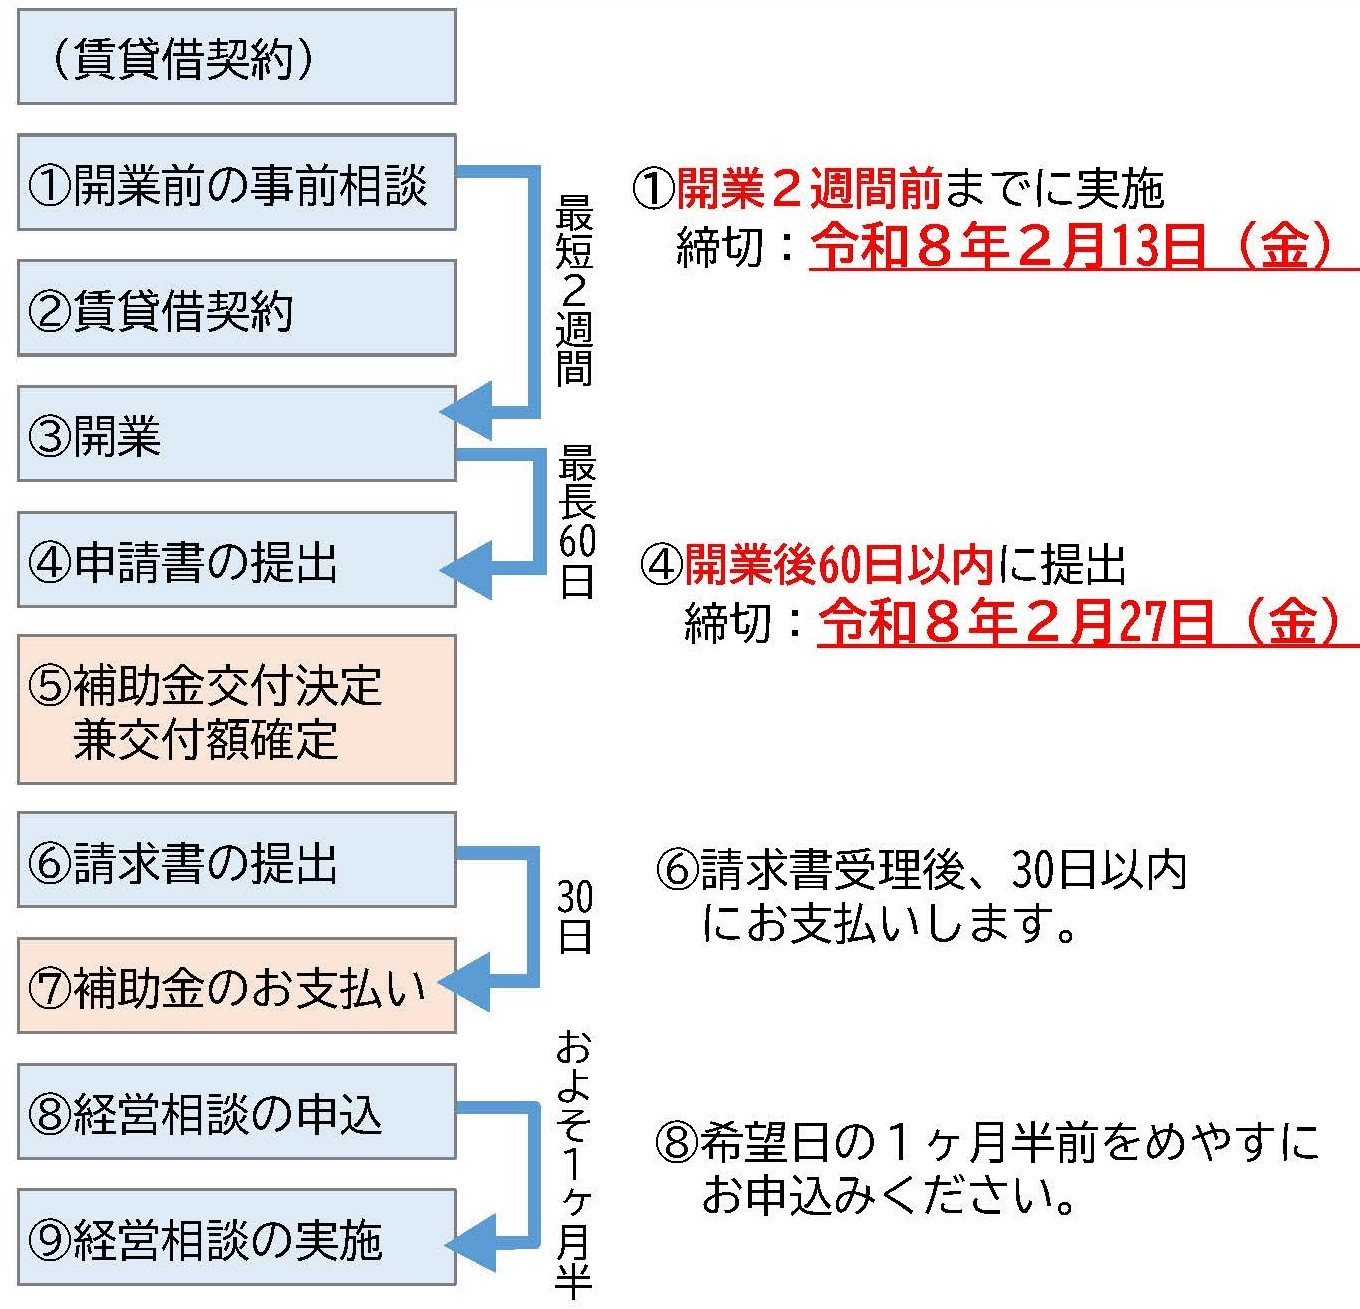 （賃貸借契約）
①開業前の事前相談
②賃貸借契約
③開業
④申請書の提出
⑤補助金交付決定
兼交付額確定
⑥請求書の提出
⑦補助金のお支払い
⑧経営相談の申込
⑨経営相談の実施
最短２週間
最長60日
30日
およそ１ヶ月半
①開業２週間前までに実施
締切：令和８年２月13日（金）
④開業後60日以内に提出
締切：令和８年２月27日（金）
⑥請求書受理後、30日以内
にお支払いします。
⑧希望日の１ヶ月半前をめやすに
お申込みください。